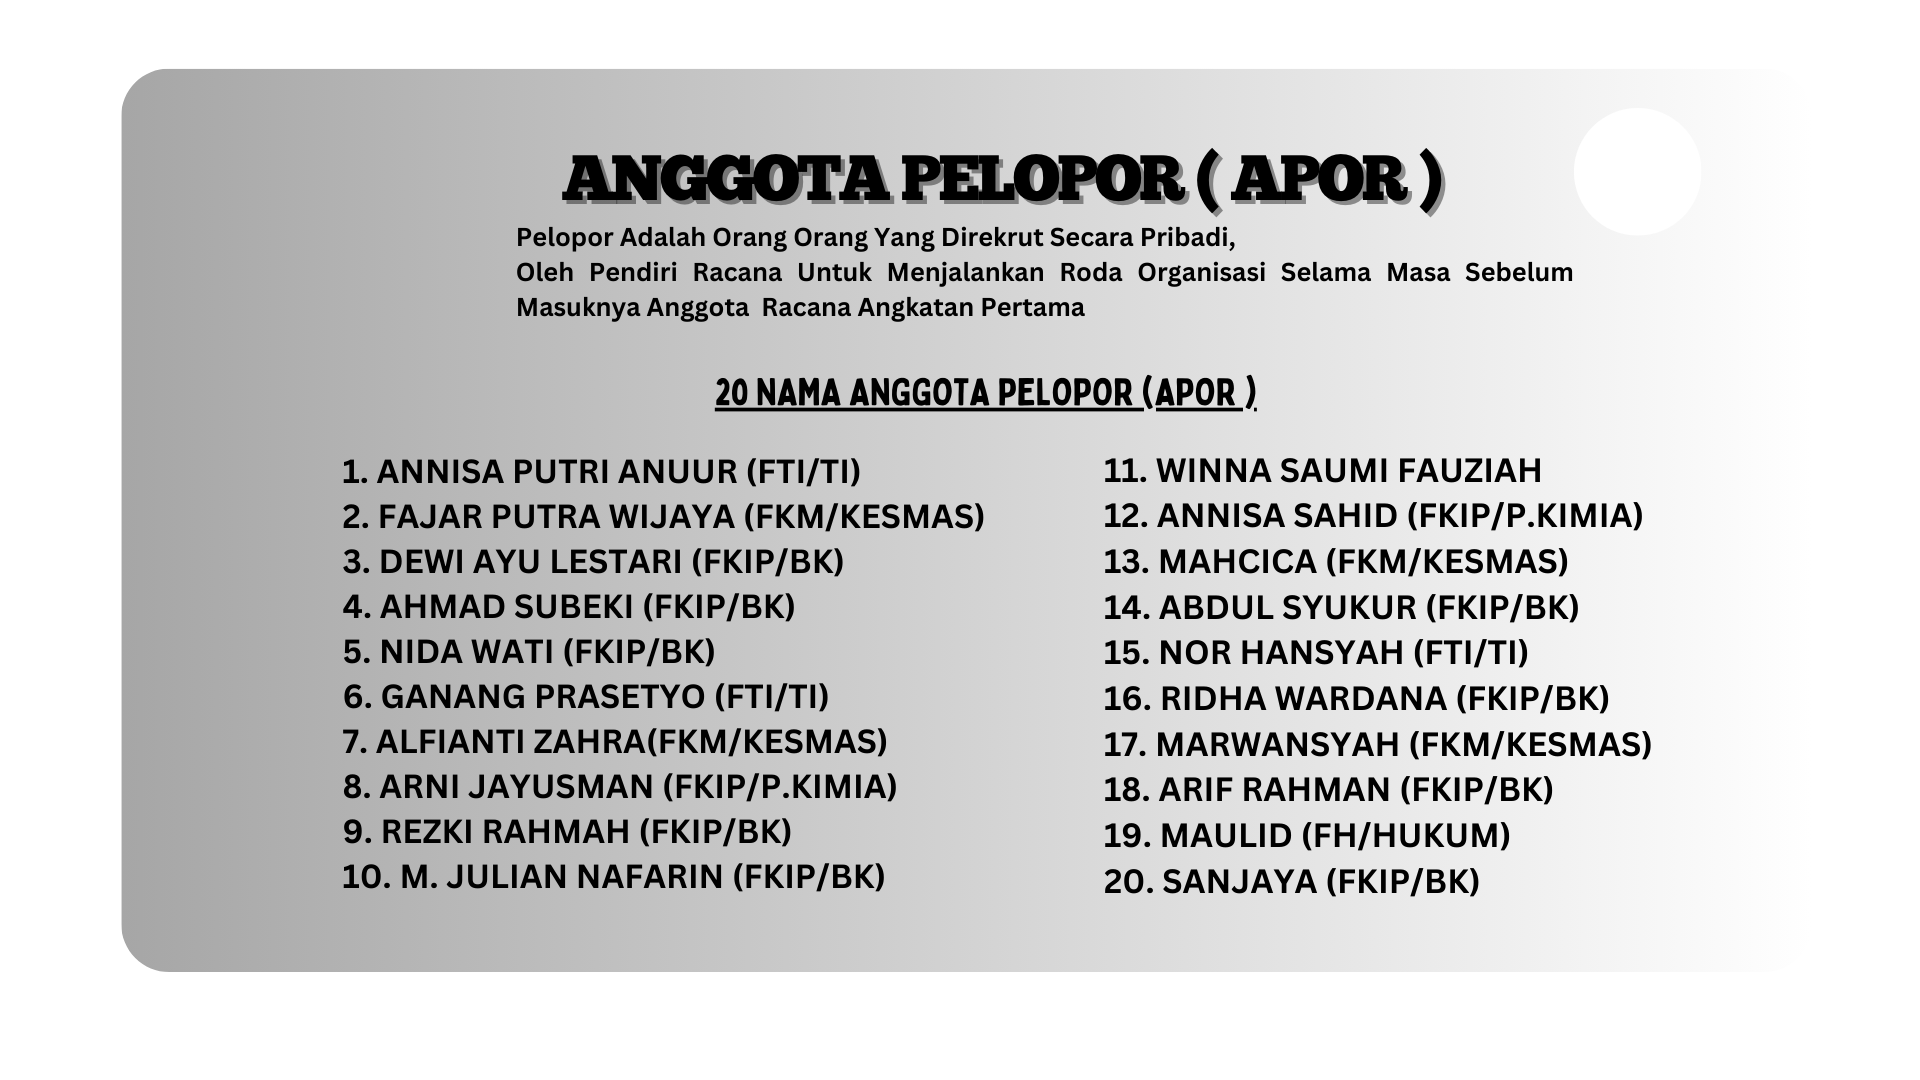 ANGGOTA PELOPOR ( APOR )
Pelopor Adalah Orang Orang Yang Direkrut Secara Pribadi,
Oleh Pendiri Racana Untuk Menjalankan Roda Organisasi Selama Masa Sebelum
Masuknya Anggota Racana Angkatan Pertama
20 NAMA ANGGOTA PELOPOR (APOR )
1. ANNISA PUTRI ANUUR (FTI/TI)
2. FAJAR PUTRA WIJAYA (FKM/KESMAS)
3. DEWI AYU LESTARI (FKIP/BK)
4. AHMAD SUBEKI (FKIP/BK)
5. NIDA WATI (FKIP/BK)
6. GANANG PRASETYO (FTI/TI)
7. ALFIANTI ZAHRA(FKM/KESMAS)
8. ARNI JAYUSMAN (FKIP/P.KIMIA)
9. REZKI RAHMAH (FKIP/BK)
10. M. JULIAN NAFARIN (FKIP/BK)
11. WINNA SAUMI FAUZIAH
12. ANNISA SAHID (FKIP/P.KIMIA)
13. MAHCICA (FKM/KESMAS)
14. ABDUL SYUKUR (FKIP/BK)
15. NOR HANSYAH (FTI/TI)
16. RIDHA WARDANA (FKIP/BK)
17. MARWANSYAH (FKM/KESMAS)
18. ARIF RAHMAN (FKIP/BK)
19. MAULID (FH/HUKUM)
20. SANJAYA (FKIP/BK)